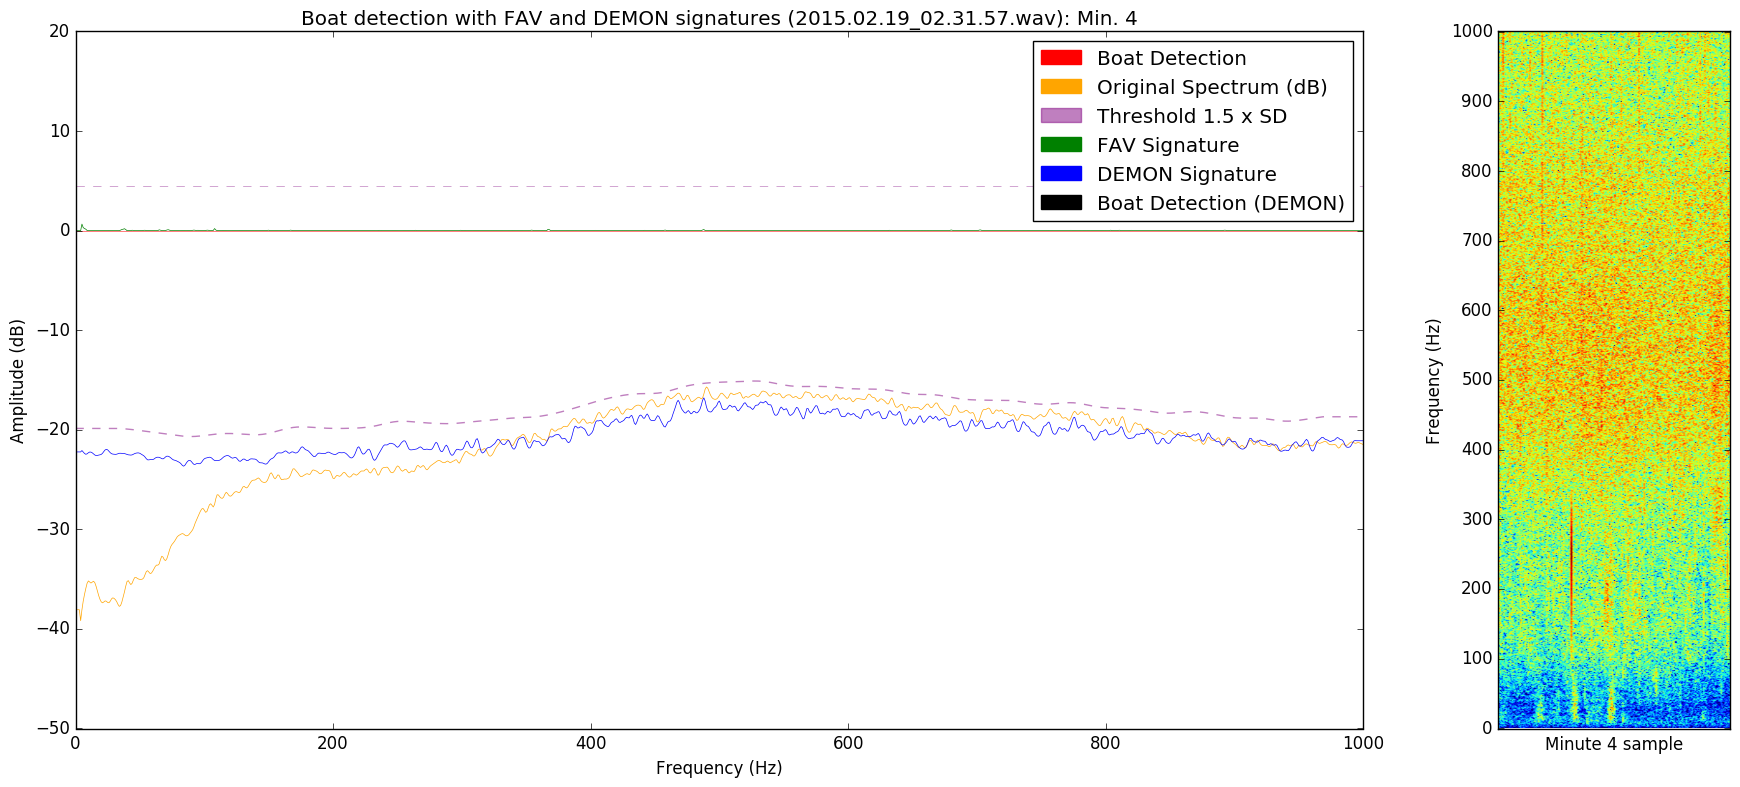 Boat detection with FAV and DEMON signatures (2015.02.19_02.31.57.wav): Min. 4
Amplitude (dB)
20
10
0
−10
−20
−30
−40
−50
0
200
400
600
800
1000
Frequency (Hz)
Boat Detection
Original Spectrum (dB)
Threshold 1.5 x SD
FAV Signature
DEMON Signature
Boat Detection (DEMON)
Frequency (Hz)
1000
900
800
700
600
500
400
300
200
100
0
Minute 4 sample